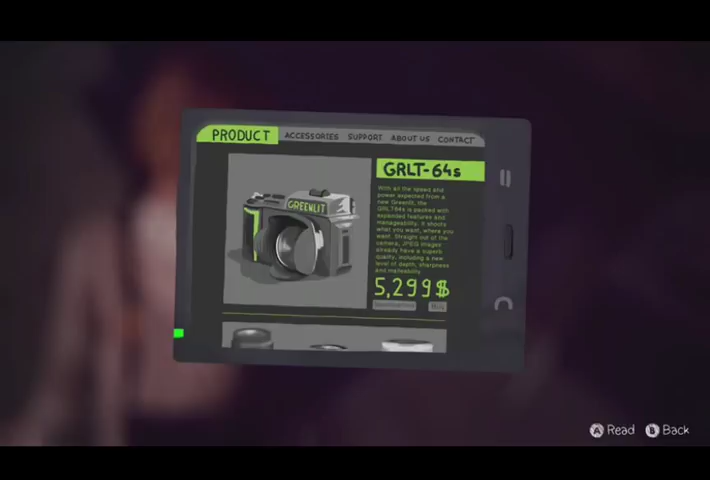 PRODUCT ACCESSORIES SUPPORT ABOUT US CONTACT
GRLT-64s
GREENLIT
With all the speed and
power expected from a
new Greenlit, the
GRLT64s is packed with
expanded features and
manageability. It shoots
what you want, where you
want. Straight out of the
camera, JPEG images
already have a superb
quality, including a new
level of depth, sharpness
and malleability.
5,299$
A Read B Back